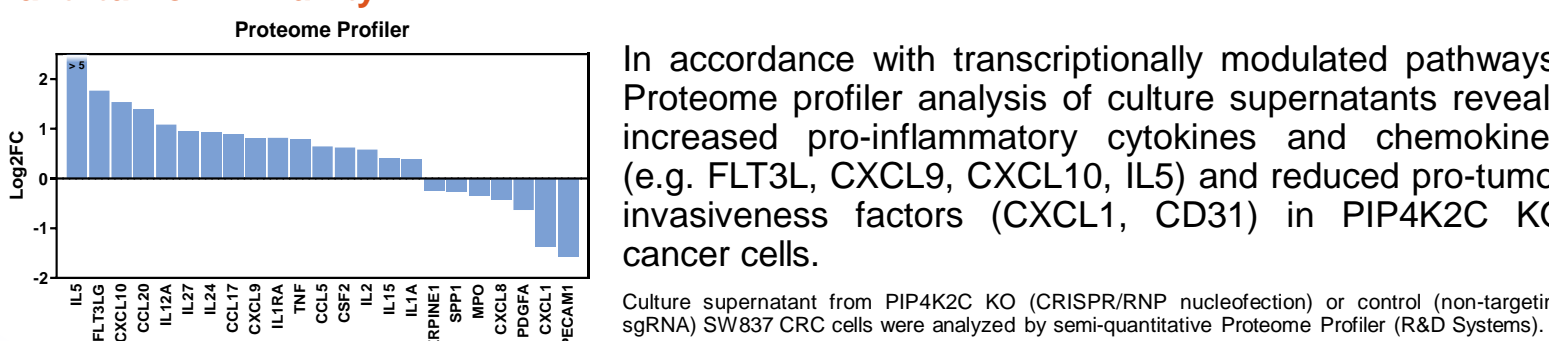 Proteome Profiler
> 5
2
1
0
-1
-2
Log2FC
IL5
FLT3LG
CXCL10
CCL20
IL12A
IL27
IL24
CCL17
CXCL9
IL1RA
TNF
CCL5
CSF2
IL2
IL15
IL1A
RPINE1
SPP1
MPO
CXCL8
PDGFA
CXCL1
PECAM1
In accordance with transcriptionally modulated pathways
Proteome profiler analysis of culture supernatants reveal
increased pro-inflammatory cytokines and chemokine
(e.g. FLT3L, CXCL9, CXCL10, IL5) and reduced pro-tumo
invasiveness factors (CXCL1, CD31) in PIP4K2C KO
cancer cells.
Culture supernatant from PIP4K2C KO (CRISPR/RNP nucleofection) or control (non-targetin
sgRNA) SW837 CRC cells were analyzed by semi-quantitative Proteome Profiler (R&D Systems).